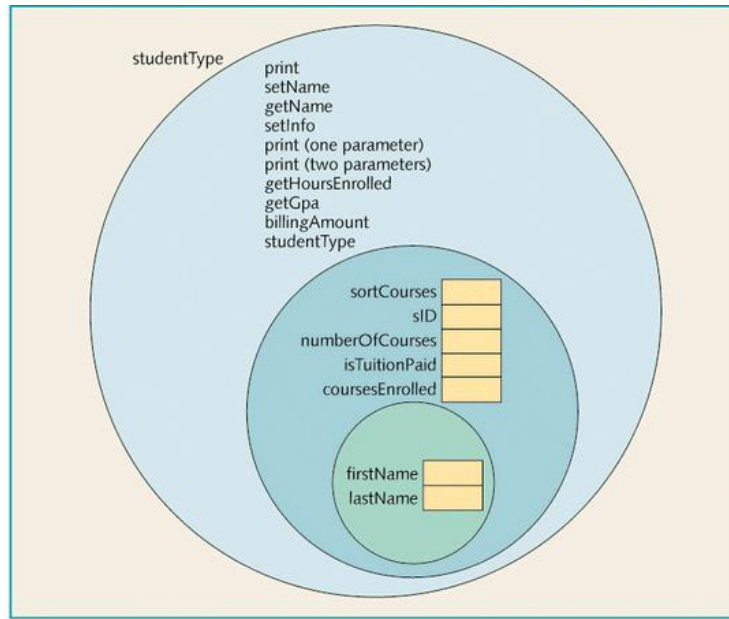 studentType
print
setName
getName
setInfo
print (one parameter)
print (two parameters)
getHoursEnrolled
getGpa
billingAmount
studentType
sortCourses
sID
numberOfCourses
isTuitionPaid
coursesEnrolled
firstName
lastName